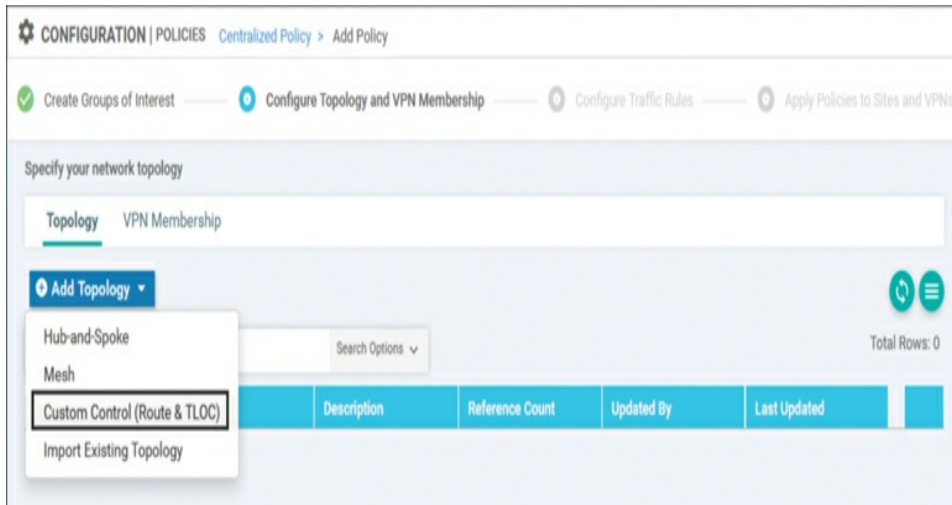 CONFIGURATION | POLICIES Centralized Policy > Add Policy
Create Groups of Interest Configure Topology and VPN Membership Configure Traffic Rules Apply Policies to Sites and VPNs
Specify your network topology
Topology VPN Membership
Add Topology
Hub-and-Spoke
Search Options
Total Rows: 0
Mesh
Custom Control (Route & TLOC)
Description Reference Count Updated By Last Updated
Import Existing Topology